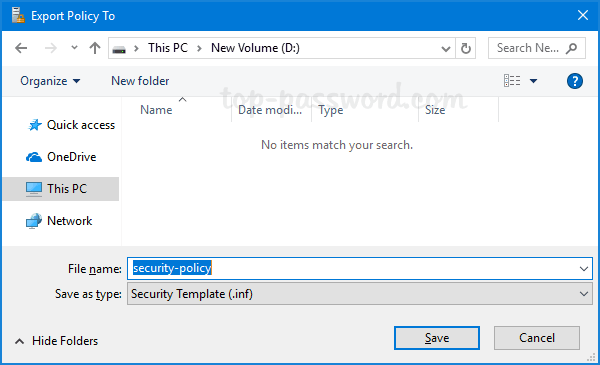 Export Policy To
This PC > New Volume (D:)
Search Ne...
Organize
New folder
top-password.com
Name
Date modi...
Type
Size
No items match your search.
Quick access
OneDrive
This PC
Network
File name: security-policy
Save as type: Security Template (.inf)
Hide Folders
Save
Cancel